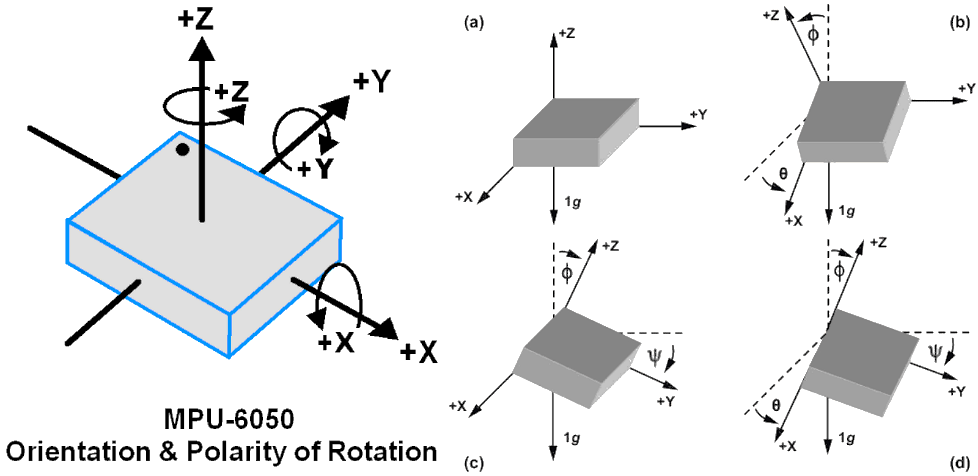 +Z
+Z
+Y
+Y
+X
+X
MPU-6050
Orientation & Polarity of Rotation
(a)
+Z
+Y
+X
1g
(b)
+Z
ϕ
+Y
θ
+X
1g
ϕ
+Z
ψ
+X
+Y
1g
(c)
ϕ
+Z
ψ
+Y
θ
+X
1g
(d)